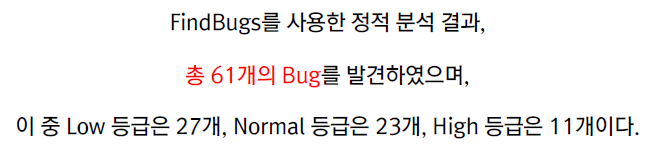 FindBugs를 사용한 정적 분석 결과,
총 61개의 Bug를 발견하였으며,
이 중 Low 등급은 27개, Normal 등급은 23개, High 등급은 11개이다.